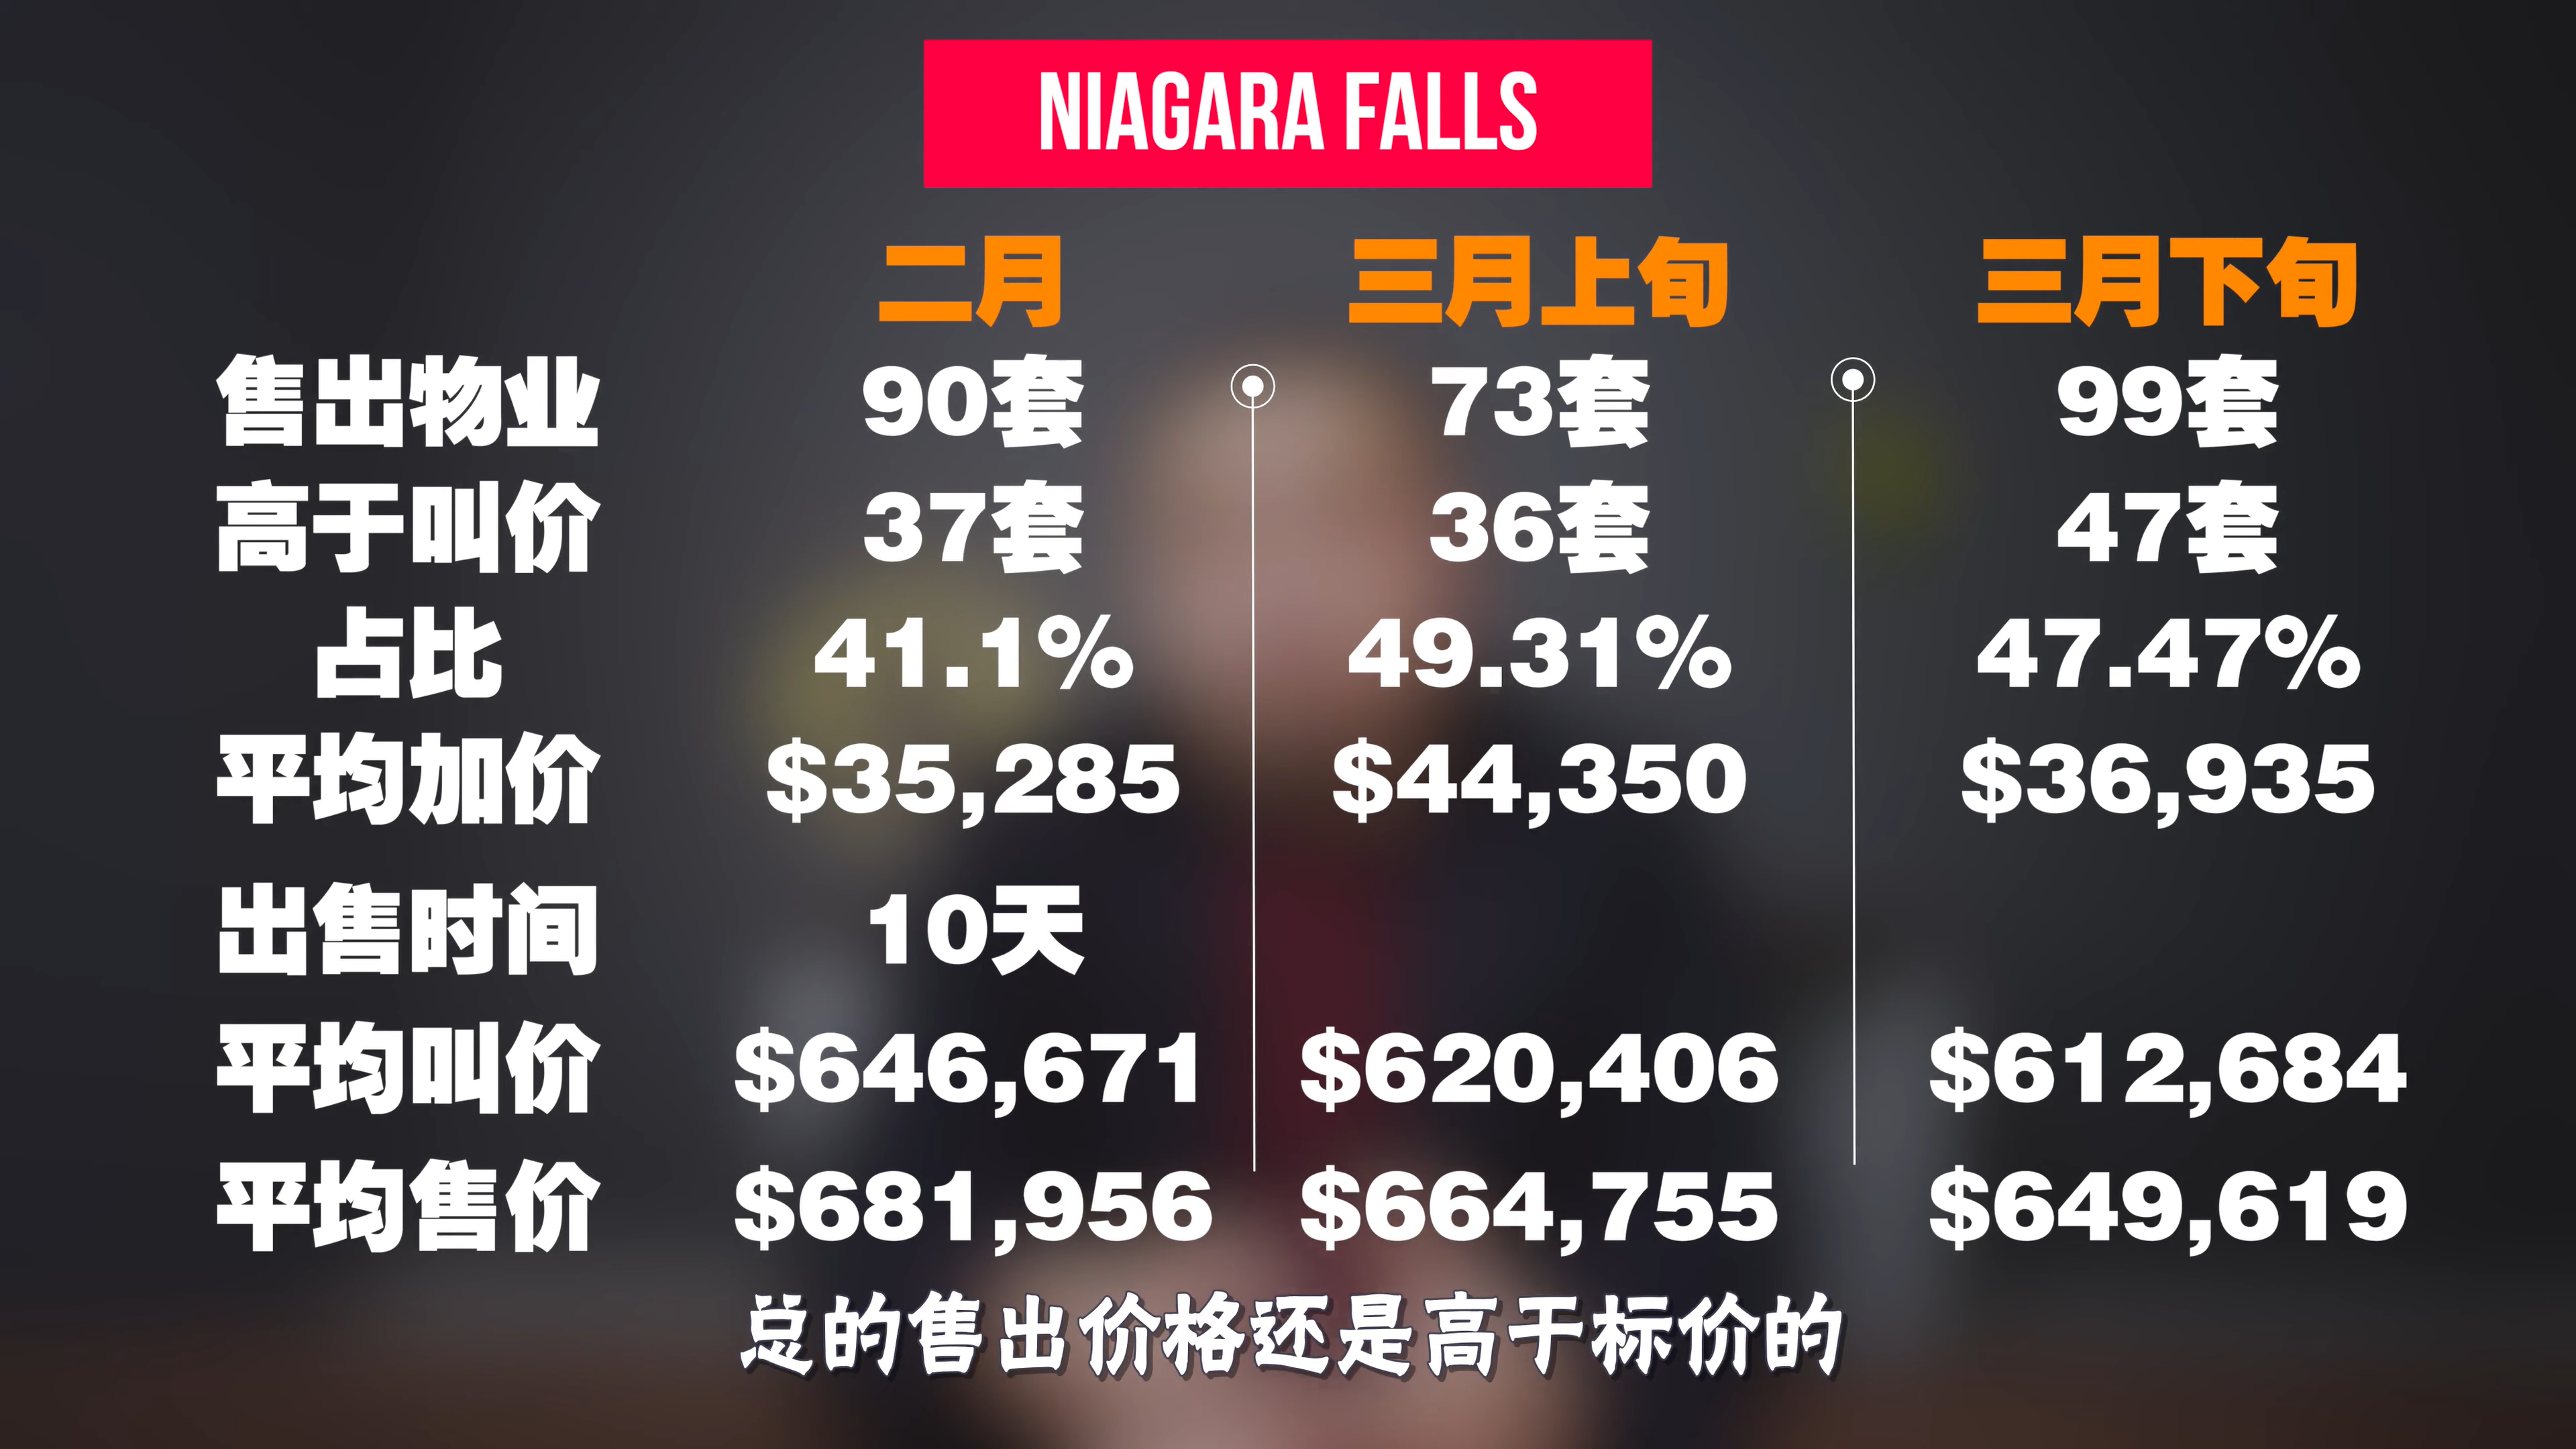 NIAGARA FALLS
二月 三月上旬 三月下旬
售出物业 90套 73套 99套
高于叫价 37套 36套 47套
占比 41.1% 49.31% 47.47%
平均加价 $35,285 $44,350 $36,935
出售时间 10天
平均叫价 $646,671 $620,406 $612,684
平均售价 $681,956 $664,755 $649,619
总的售出价格还是高于标价的